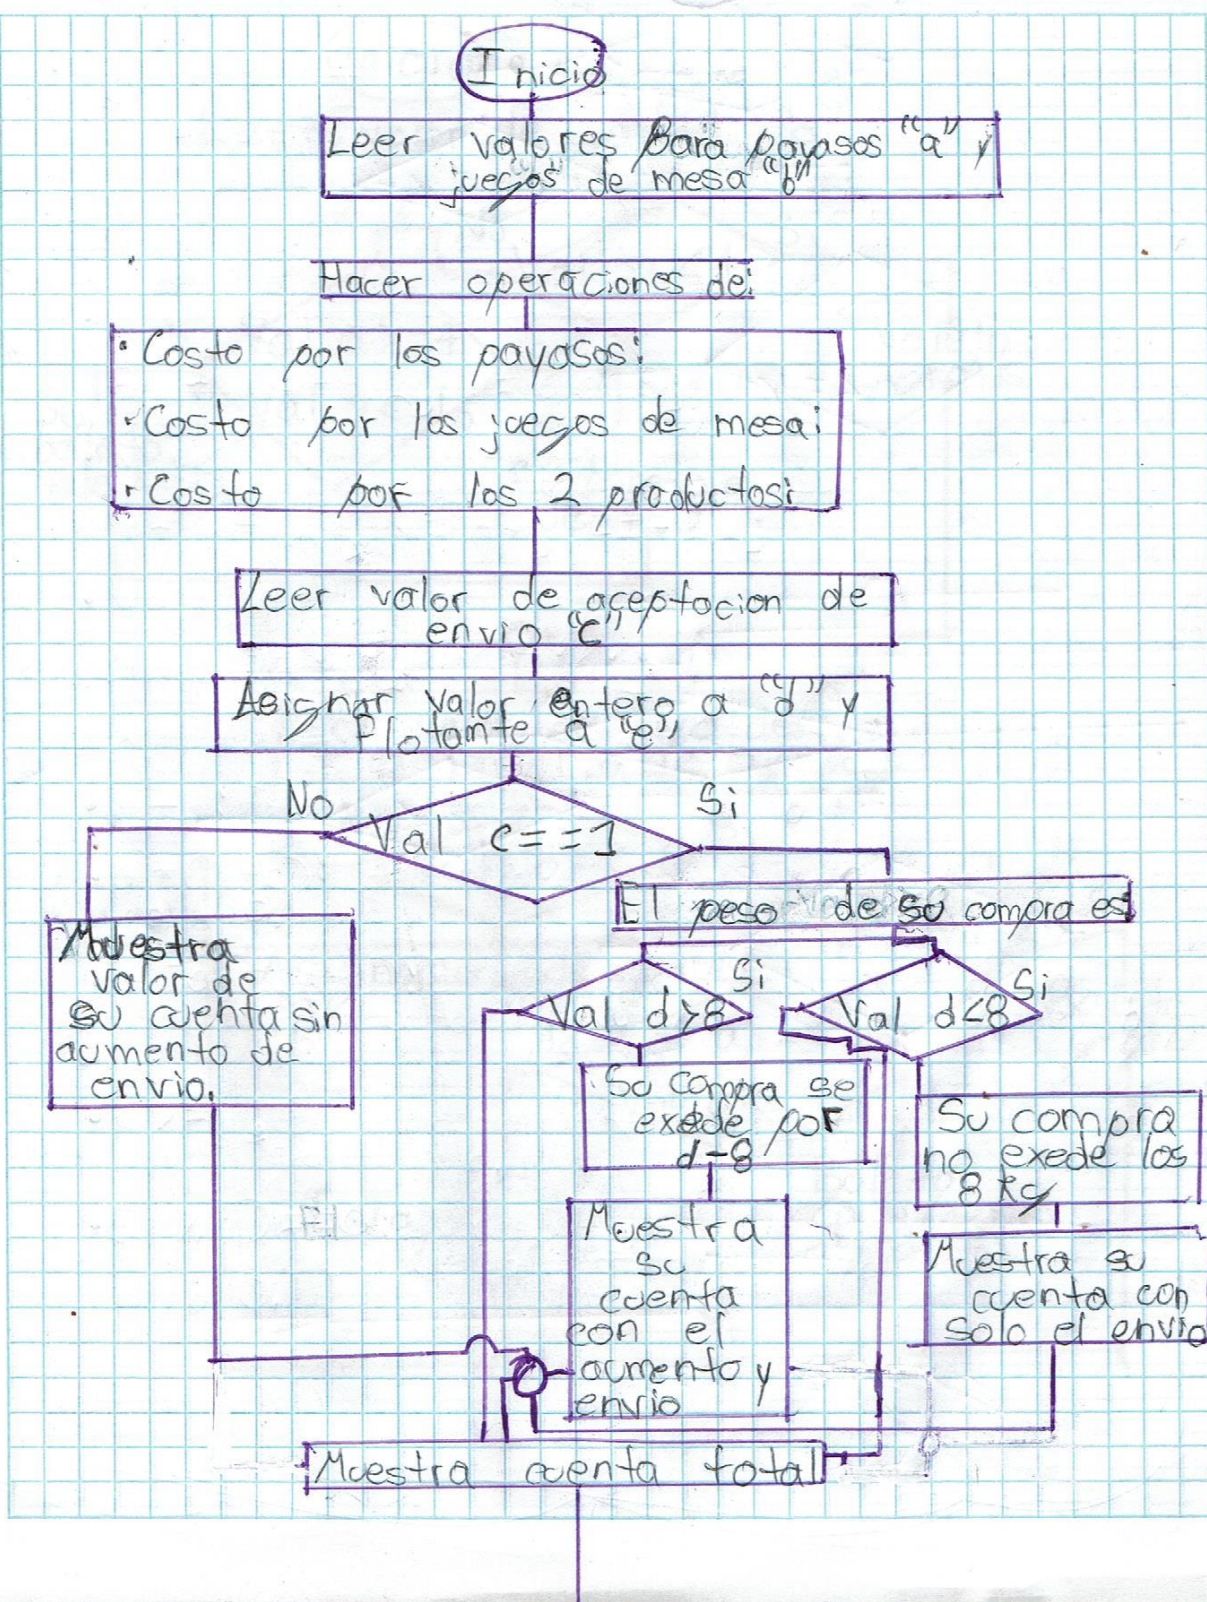 Inicio
Leer valores para payasos "a" y
juegos de mesa "b"
Hacer operaciones de:
· Costo por los payasos:
· Costo por los juegos de mesa:
· Costo por los 2 productos:
Leer valor de aceptacion de
envio "c"
Asignar valor entero a "d" y
flotante a "e"
No
Si
Val c==1
El peso de su compra es
Muestra
valor de
su cuenta sin
aumento de
envio.
Si
Val d>8
Si
Val d<8
Su compra se
exede por
d-8
Su compra
no exede los
8 Kg
Muestra
su
cuenta
con el
aumento y
envio
Muestra su
cuenta con
solo el envio
Muestra cuenta total